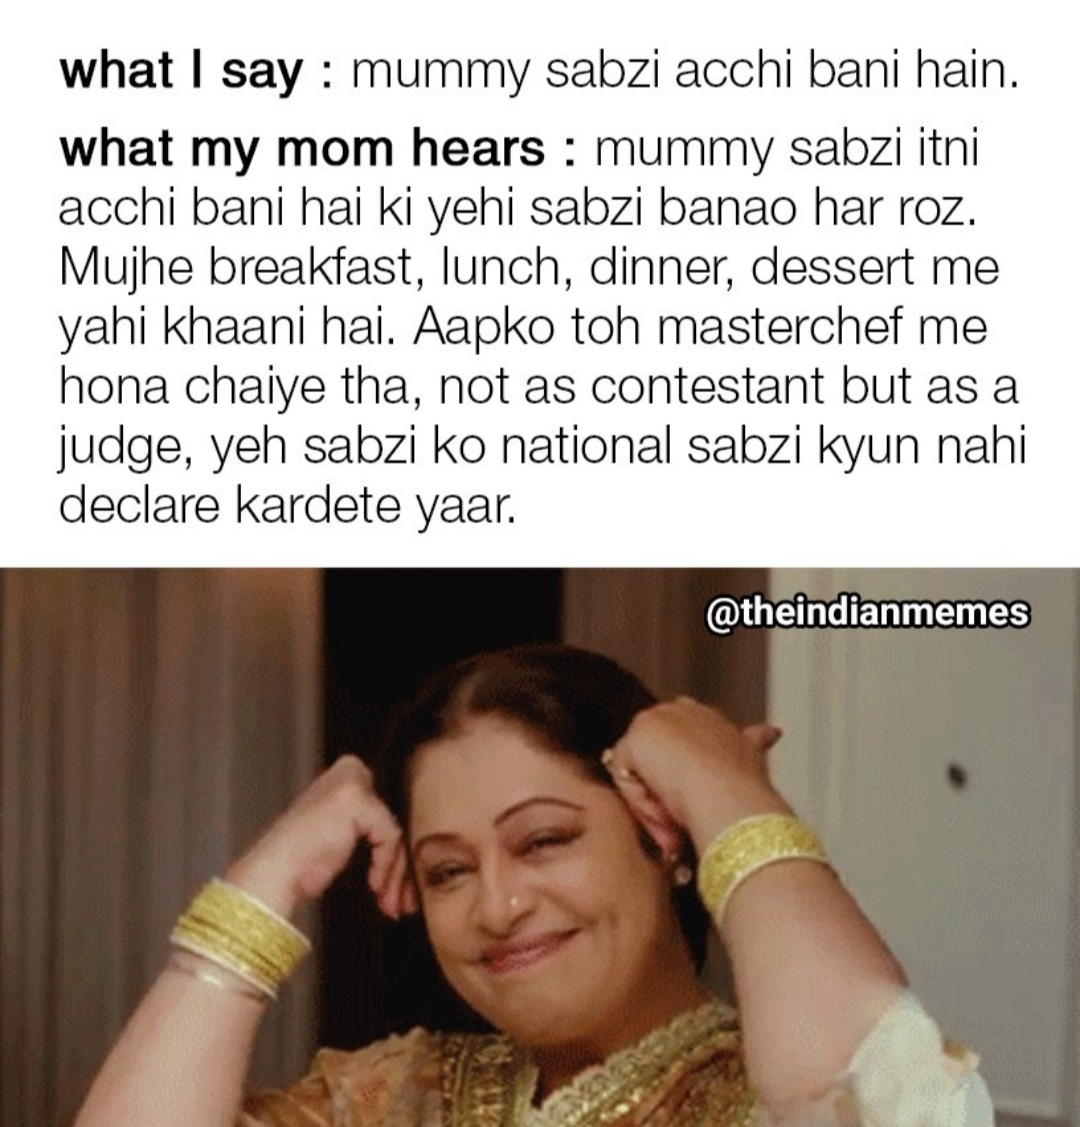 what I say : mummy sabzi acchi bani hain.
what my mom hears : mummy sabzi itni
acchi bani hai ki yehi sabzi banao har roz.
Mujhe breakfast, lunch, dinner, dessert me
yahi khaani hai. Aapko toh masterchef me
hona chaiye tha, not as contestant but as a
judge, yeh sabzi ko national sabzi kyun nahi
declare kardete yaar.
@theindianmemes